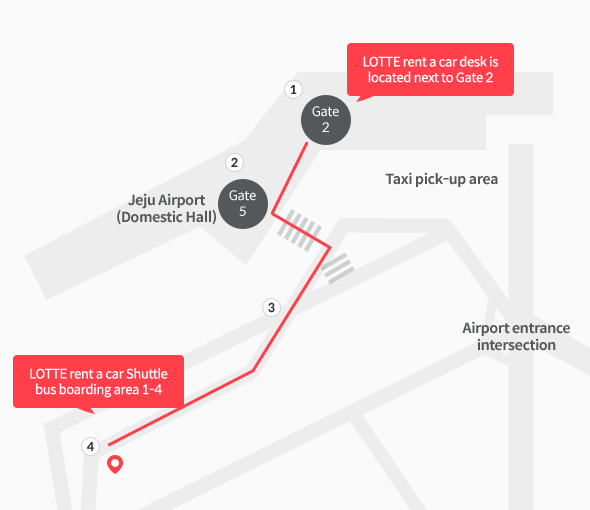 LOTTE rent a car desk is
located next to Gate 2
1
Gate
2
2
Taxi pick-up area
Jeju Airport
(Domestic Hall)
Gate
5
3
Airport entrance
intersection
LOTTE rent a car Shuttle
bus boarding area 1-4
4